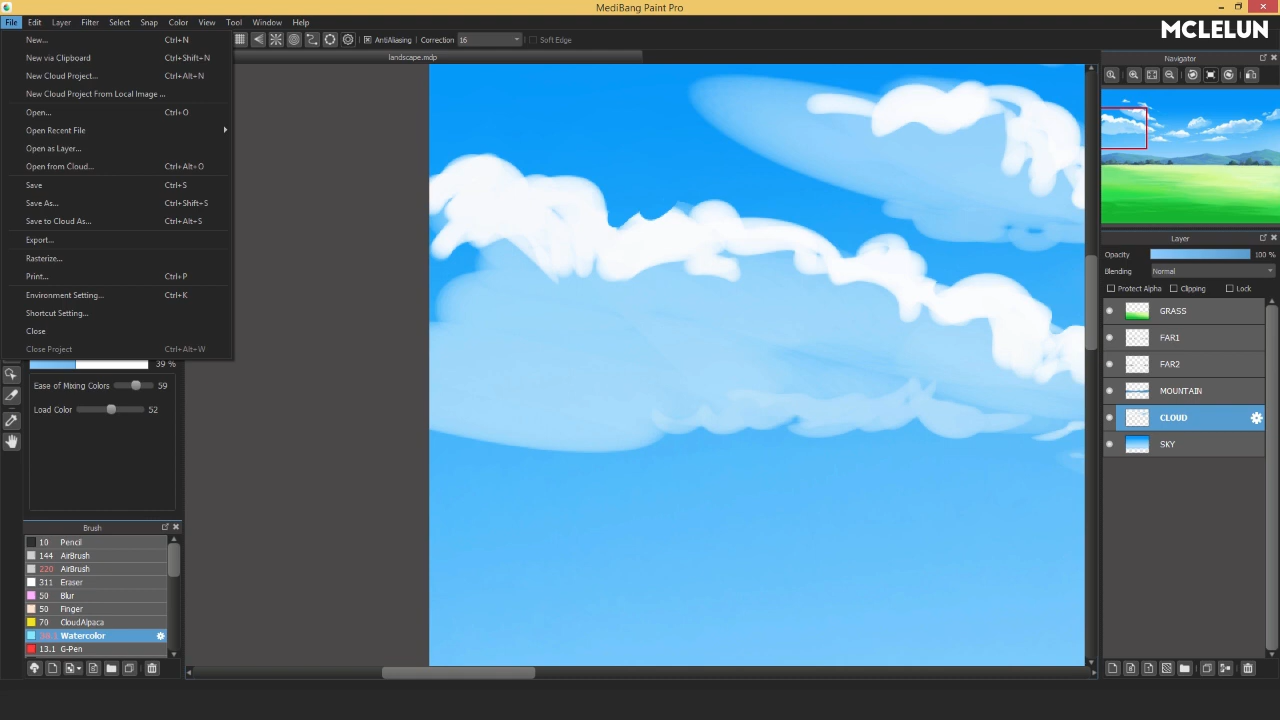 MediBang Paint Pro
File Edit Layer Filter Select Snap Color View Tool Window Help
MCLELUN
New... Ctrl+N
New via Clipboard Ctrl+Shift+N
New Cloud Project... Ctrl+Alt+N
New Cloud Project From Local Image ...
Open... Ctrl+O
Open Recent File
Open as Layer...
Open from Cloud... Ctrl+Alt+O
Save Ctrl+S
Save As... Ctrl+Shift+S
Save to Cloud As... Ctrl+Alt+S
Export...
Rasterize...
Print... Ctrl+P
Environment Setting... Ctrl+K
Shortcut Setting...
Close
Close Project Ctrl+Alt+W
AntiAliasing Correction 16 Soft Edge
landscape.mdp
39 %
Ease of Mixing Colors 59
Load Color 52
Brush
10 Pencil
144 AirBrush
220 AirBrush
311 Eraser
50 Blur
50 Finger
70 CloudAlpaca
Watercolor
13.1 G-Pen
Navigator
Layer
Opacity 100 %
Blending Normal
Protect Alpha Clipping Lock
GRASS
FAR1
FAR2
MOUNTAIN
CLOUD
SKY